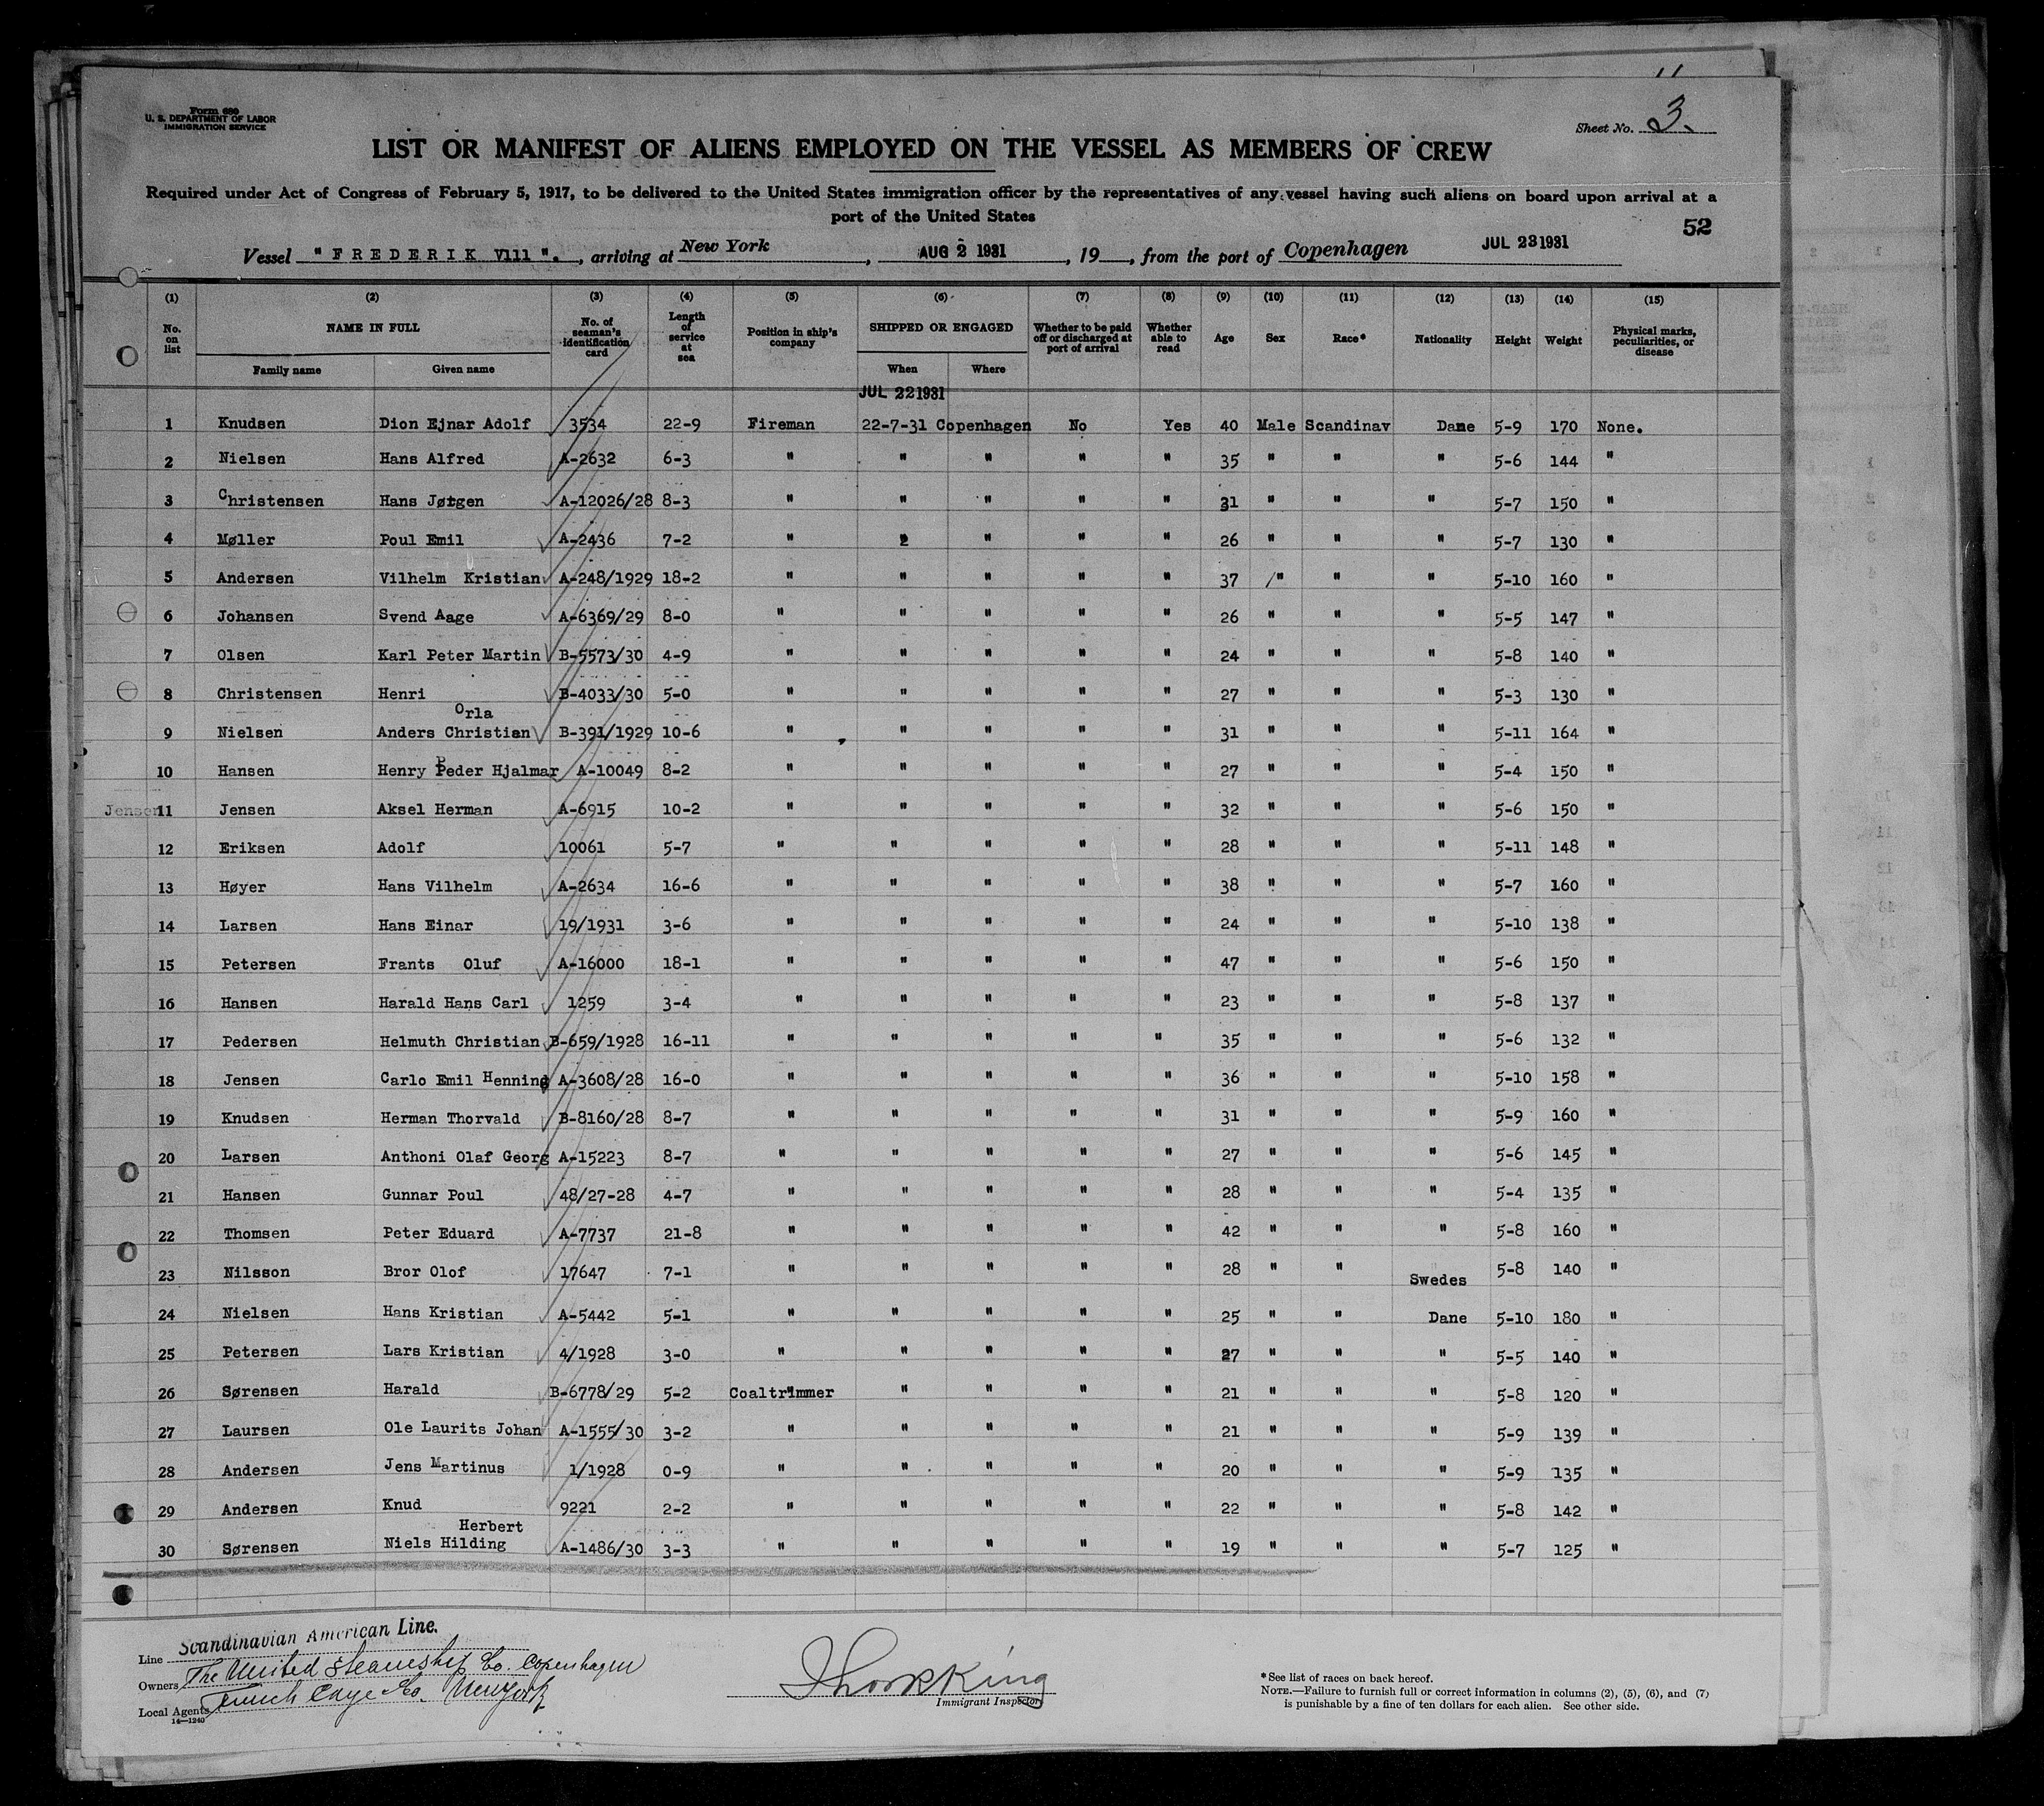 Form 680
U. S. DEPARTMENT OF LABOR
IMMIGRATION SERVICE
Sheet No. 3.
LIST OR MANIFEST OF ALIENS EMPLOYED ON THE VESSEL AS MEMBERS OF CREW
Required under Act of Congress of February 5, 1917, to be delivered to the United States immigration officer by the representatives of any vessel having such aliens on board upon arrival at a
port of the United States
52
Vessel "FREDERIK Vlll"., arriving at New York, AUG 2 1931, 19, from the port of Copenhagen JUL 23 1931
(1) (2) (3) (4) (5) (6) (7) (8) (9) (10) (11) (12) (13) (14) (15)
No. on list NAME IN FULL No. of seaman's identification card Length of service at sea Position in ship's company SHIPPED OR ENGAGED Whether to be paid off or discharged at port of arrival Whether able to read Age Sex Race* Nationality Height Weight Physical marks, peculiarities, or disease
Family name Given name When Where
JUL 22 1931
1 Knudsen Dion Ejnar Adolf 3534 22-9 Fireman 22-7-31 Copenhagen No Yes 40 Male Scandinav Dane 5-9 170 None.
2 Nielsen Hans Alfred A-2632 6-3 " " " " " 35 " " " 5-6 144 "
3 Christensen Hans Jørgen A-12026/28 8-3 " " " " " 31 " " " 5-7 150 "
4 Møller Poul Emil A-2436 7-2 " " " " " 26 " " " 5-7 130 "
5 Andersen Vilhelm Kristian A-248/1929 18-2 " " " " " 37 " " " 5-10 160 "
6 Johansen Svend Aage A-6369/29 8-0 " " " " " 26 " " " 5-5 147 "
7 Olsen Karl Peter Martin B-5573/30 4-9 " " " " " 24 " " " 5-8 140 "
8 Christensen Henri B-4033/30 5-0 " " " " " 27 " " " 5-3 130 "
Orla
9 Nielsen Anders Christian B-391/1929 10-6 " " " " " 31 " " " 5-11 164 "
10 Hansen Henry Peder Hjalmar A-10049 8-2 " " " " " 27 " " " 5-4 150 "
Jensen 11 Jensen Aksel Herman A-6915 10-2 " " " " " 32 " " " 5-6 150 "
12 Eriksen Adolf 10061 5-7 " " " " " 28 " " " 5-11 148 "
13 Høyer Hans Vilhelm A-2634 16-6 " " " " " 38 " " " 5-7 160 "
14 Larsen Hans Einar 19/1931 3-6 " " " " " 24 " " " 5-10 138 "
15 Petersen Frants Oluf A-16000 18-1 " " " " " 47 " " " 5-6 150 "
16 Hansen Harald Hans Carl 1259 3-4 " " " " " 23 " " " 5-8 137 "
17 Pedersen Helmuth Christian B-659/1928 16-11 " " " " " 35 " " " 5-6 132 "
18 Jensen Carlo Emil Henning A-3608/28 16-0 " " " " " 36 " " " 5-10 158 "
19 Knudsen Herman Thorvald B-8160/28 8-7 " " " " " 31 " " " 5-9 160 "
20 Larsen Anthoni Olaf Georg A-15223 8-7 " " " " " 27 " " " 5-6 145 "
21 Hansen Gunnar Poul 48/27-28 4-7 " " " " " 28 " " " 5-4 135 "
22 Thomsen Peter Eduard A-7737 21-8 " " " " " 42 " " " 5-8 160 "
23 Nilsson Bror Olof 17647 7-1 " " " " " 28 " " Swedes 5-8 140 "
24 Nielsen Hans Kristian A-5442 5-1 " " " " " 25 " " Dane 5-10 180 "
25 Petersen Lars Kristian 4/1928 3-0 " " " " " 27 " " " 5-5 140 "
26 Sørensen Harald B-6778/29 5-2 Coaltrimmer " " " " 21 " " " 5-8 120 "
27 Laursen Ole Laurits Johan A-1555/30 3-2 " " " " " 21 " " " 5-9 139 "
28 Andersen Jens Martinus 1/1928 0-9 " " " " " 20 " " " 5-9 135 "
29 Andersen Knud 9221 2-2 " " " " " 22 " " " 5-8 142 "
Herbert
30 Sørensen Niels Hilding A-1486/30 3-3 " " " " " 19 " " " 5-7 125 "
Line Scandinavian American Line.
Owners The United Steamship Co. Copenhagen
Local Agents Funch Edye Co. New York
14—1240
Immigrant Inspector
*See list of races on back hereof.
NOTE.—Failure to furnish full or correct information in columns (2), (5), (6), and (7)
is punishable by a fine of ten dollars for each alien. See other side.